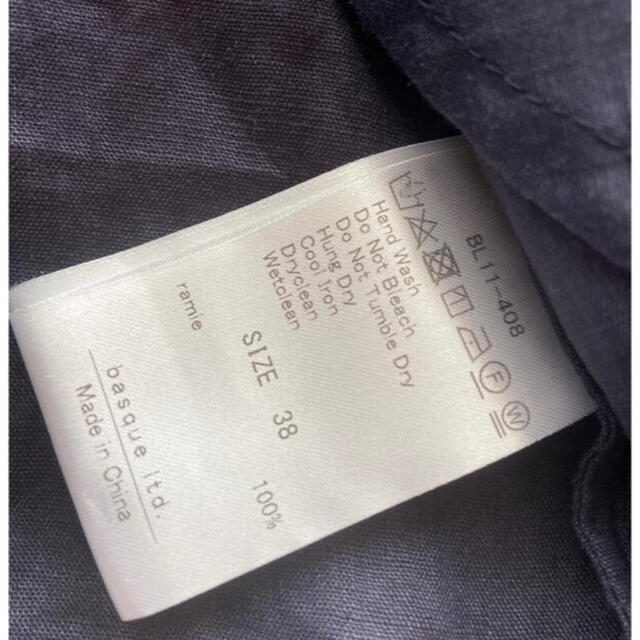 BL11-408
Hand Wash
Do Not Bleach
Do Not Tumble Dry
Hung Dry
Cool Iron
Dryclean
Wetclean
ramie 100%
SIZE 38
basque ltd.
Made in China
F
W